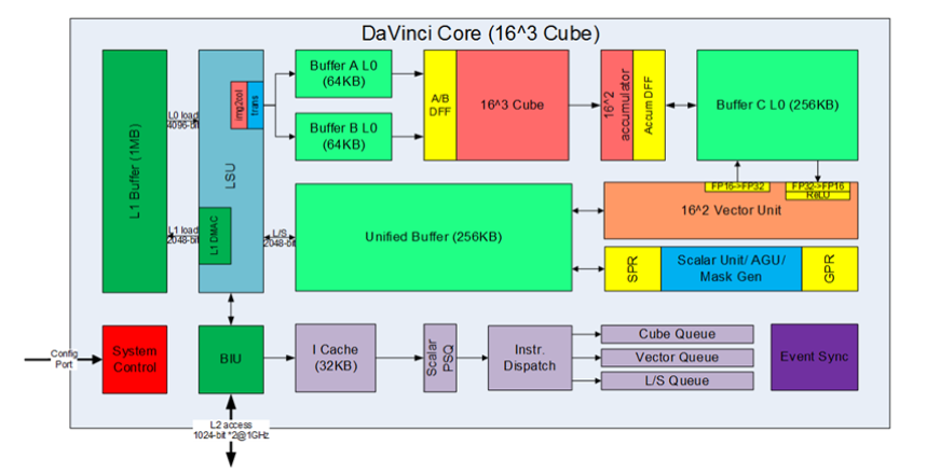 DaVinci Core (16^3 Cube)
L1 Buffer (1MB)
L0 load
4096-bit
L1 load
2048-bit
LSU
img2col
trans
L1 DMAC
L/S
2048-bit
Buffer A L0
(64KB)
Buffer B L0
(64KB)
A/B
DFF
16^3 Cube
16^2
accumulator
Accum DFF
Buffer C L0 (256KB)
FP16->FP32
FP32->FP16
ReLU
16^2 Vector Unit
Unified Buffer (256KB)
SPR
Scalar Unit/ AGU/
Mask Gen
GPR
Config
Port
System
Control
BIU
L2 access
1024-bit *2@1GHz
I Cache
(32KB)
Scalar
PSQ
Instr.
Dispatch
Cube Queue
Vector Queue
L/S Queue
Event Sync